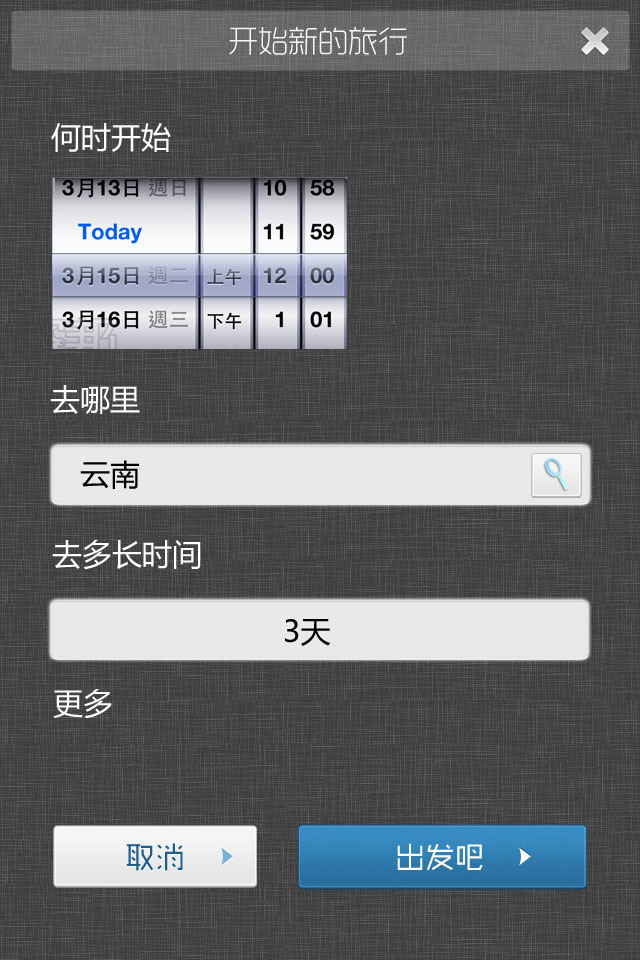 开始新的旅行
何时开始
3月13日 週日 10 58
Today 11 59
3月15日 週二 上午 12 00
3月16日 週三 下午 1 01
去哪里
云南
去多长时间
3天
更多
取消
出发吧